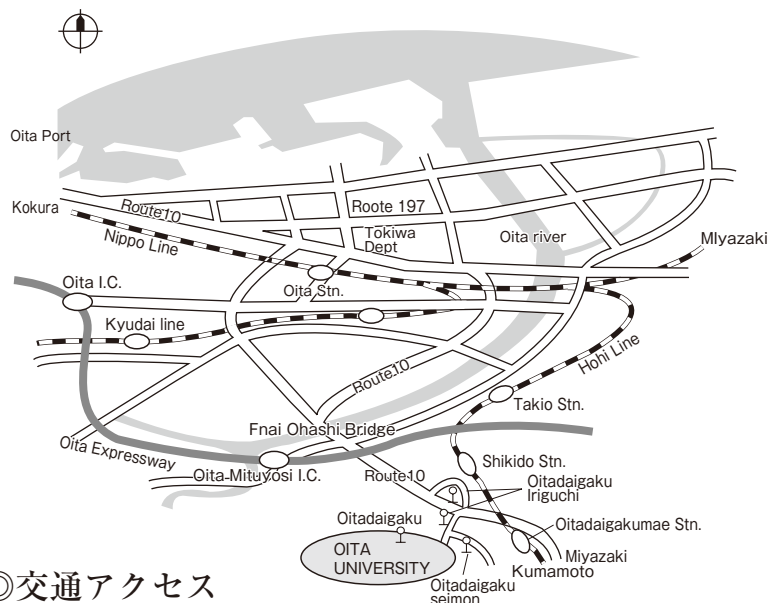 Oita Port
Kokura
Route10
Nippo Line
Roote 197
Tokiwa
Dept
Oita river
MIyazaki
Oita I.C.
Oita Stn.
Kyudai line
Hohi Line
Route10
Takio Stn.
Fnai Ohashi Bridge
Oita Expressway
Oita-Mituyosi I.C.
Route10
Shikido Stn.
Oitadaigaku
Iriguchi
Oitadaigaku
Oitadaigakumae Stn.
OITA
UNIVERSITY
Miyazaki
Kumamoto
Oitadaigaku
seimon
◎交通アクセス